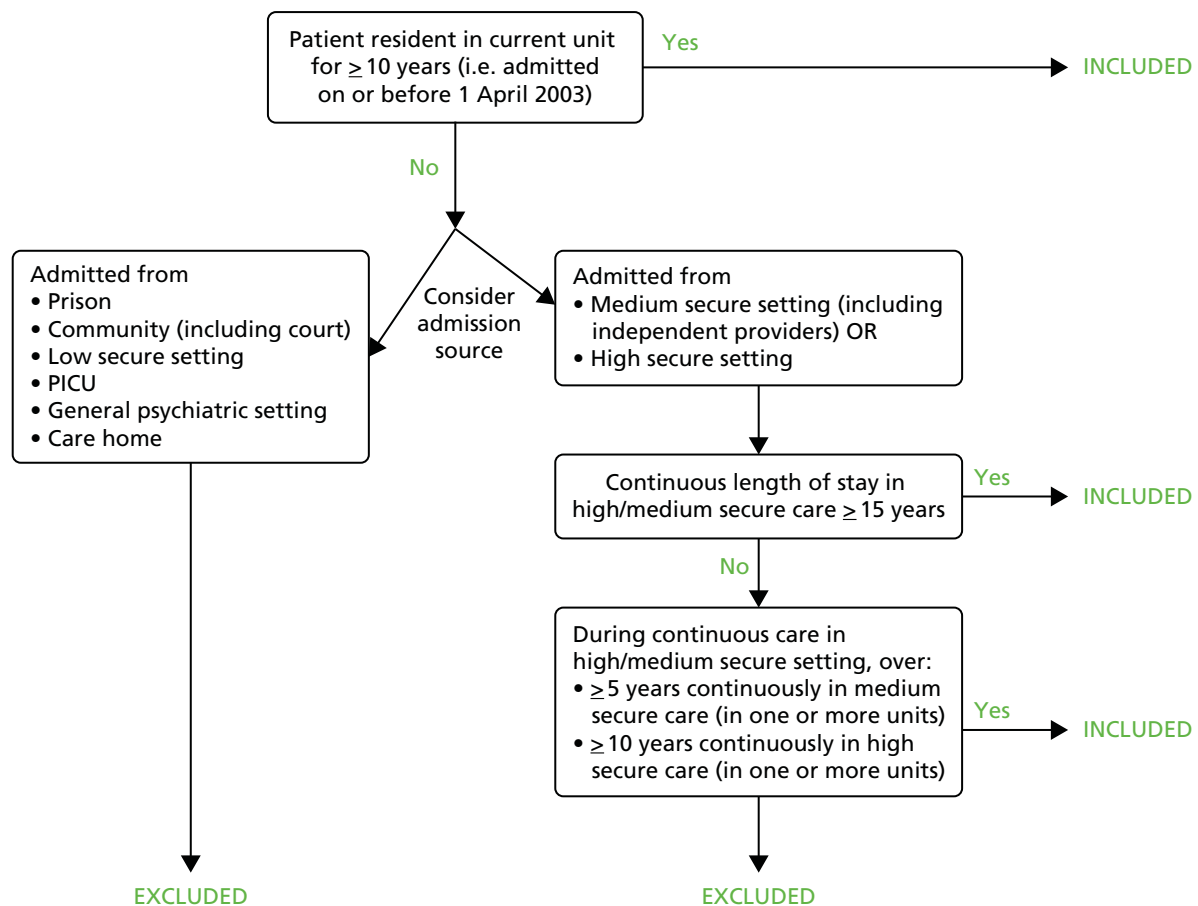 Patient resident in current unit
for ≥ 10 years (i.e. admitted
on or before 1 April 2003)
Yes
INCLUDED
No
Consider
admission
source
Admitted from
• Prison
• Community (including court)
• Low secure setting
• PICU
• General psychiatric setting
• Care home
Admitted from
• Medium secure setting (including
independent providers) OR
• High secure setting
Continuous length of stay in
high/medium secure care ≥ 15 years
Yes
INCLUDED
No
During continuous care in
high/medium secure setting, over:
• ≥ 5 years continuously in medium
secure care (in one or more units)
• ≥ 10 years continuously in high
secure care (in one or more units)
Yes
INCLUDED
EXCLUDED
EXCLUDED